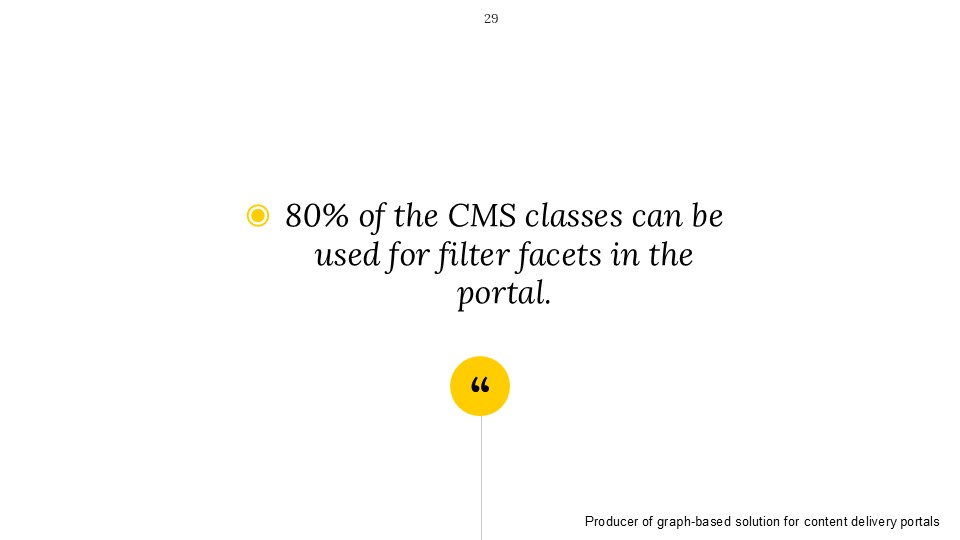 29
80% of the CMS classes can be
used for filter facets in the
portal.
“
Producer of graph-based solution for content delivery portals